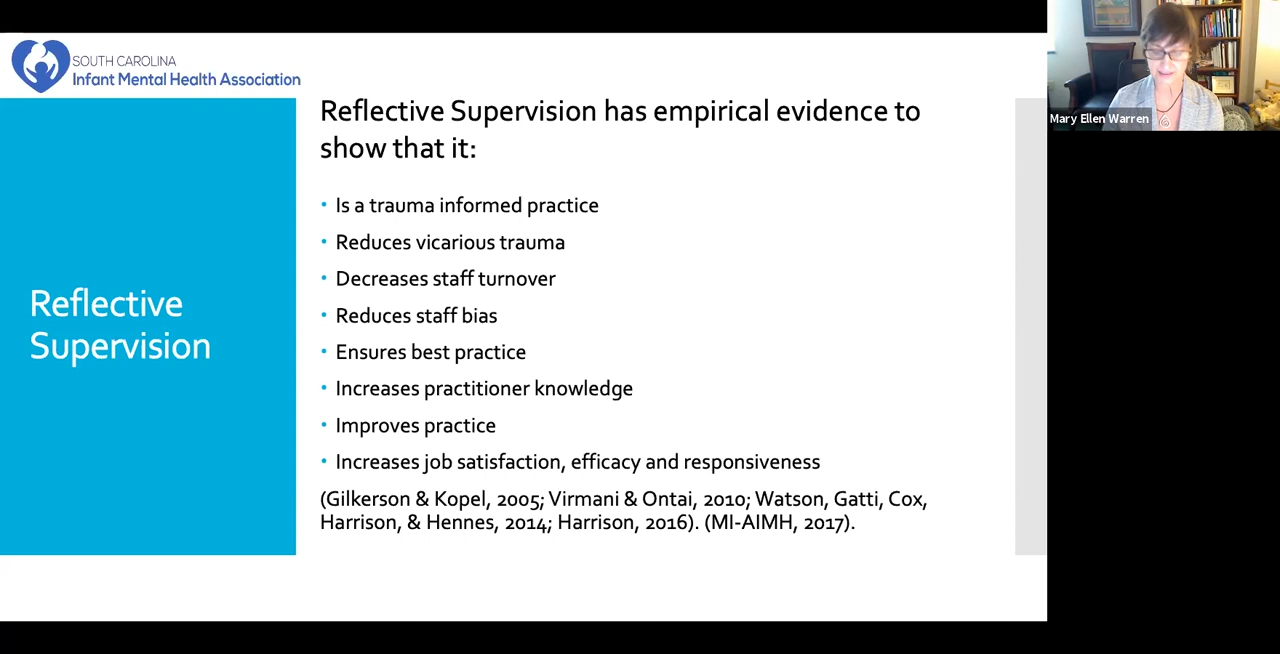 SOUTH CAROLINA
Infant Mental Health Association
Reflective Supervision has empirical evidence to
show that it:
• Is a trauma informed practice
• Reduces vicarious trauma
• Decreases staff turnover
• Reduces staff bias
• Ensures best practice
• Increases practitioner knowledge
• Improves practice
• Increases job satisfaction, efficacy and responsiveness
(Gilkerson & Kopel, 2005; Virmani & Ontai, 2010; Watson, Gatti, Cox,
Harrison, & Hennes, 2014; Harrison, 2016). (MI-AIMH, 2017).
Reflective
Supervision
Mary Ellen Warren